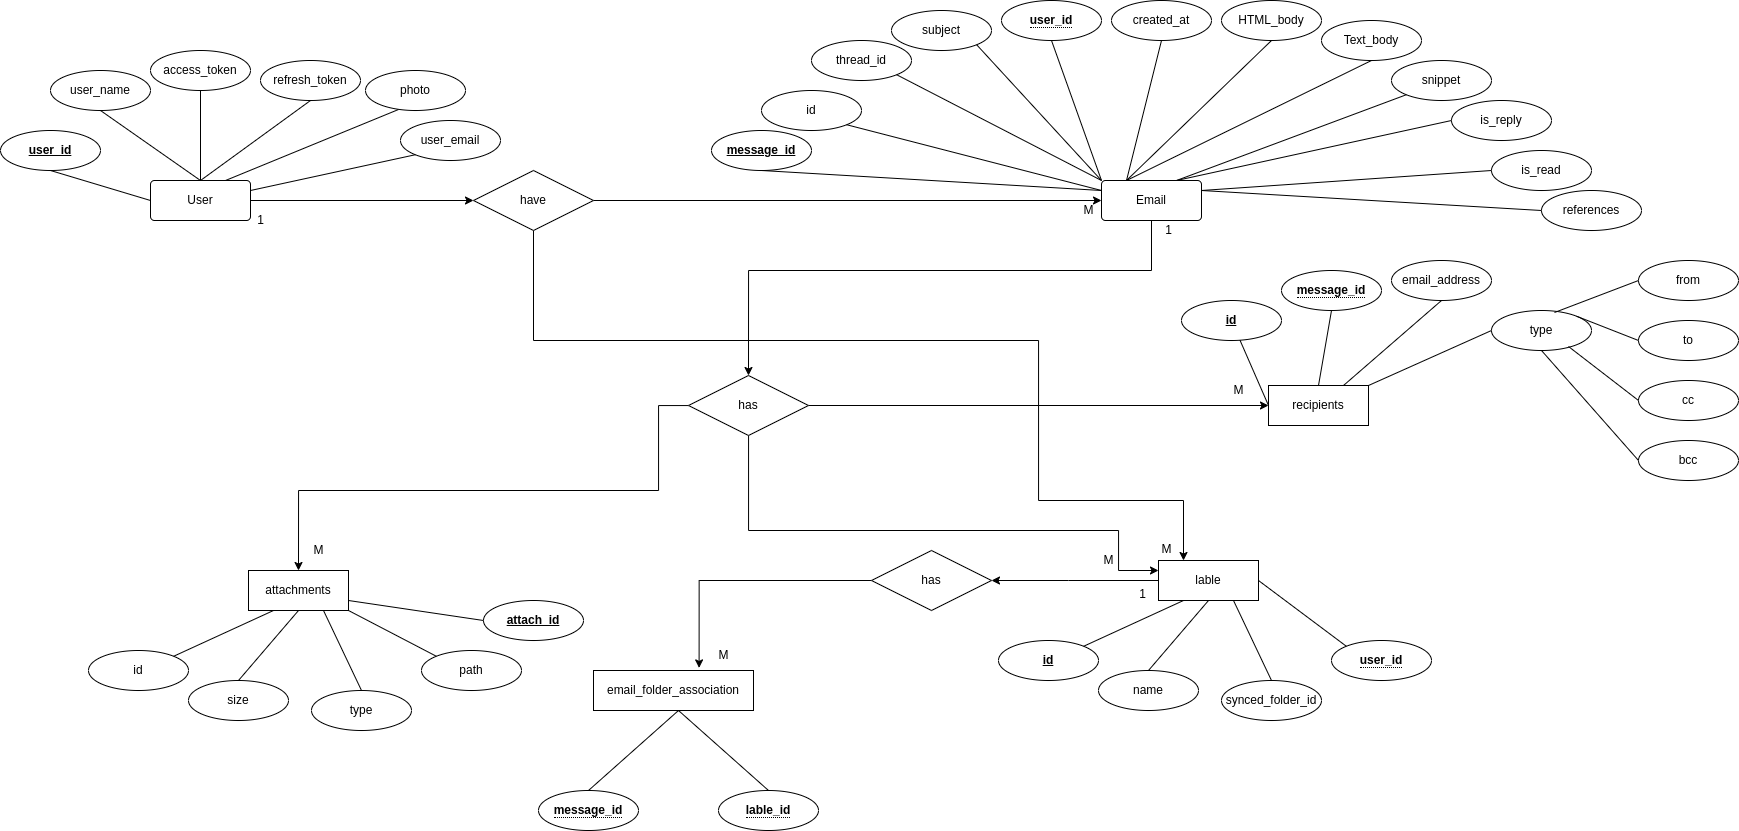 user_id
user_name
access_token
refresh_token
photo
user_email
User
1
have
message_id
id
thread_id
subject
user_id
created_at
HTML_body
Text_body
snippet
is_reply
is_read
references
Email
M
1
id
message_id
email_address
type
from
to
cc
bcc
recipients
M
has
M
attachments
attach_id
id
size
type
path
has
M
M
lable
1
id
name
synced_folder_id
user_id
M
email_folder_association
message_id
lable_id